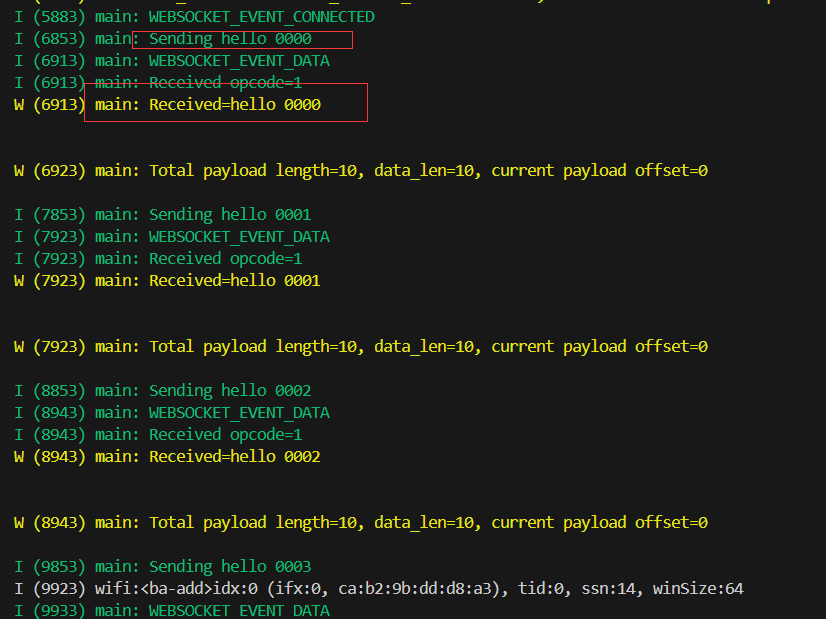 I (5883) main: WEBSOCKET_EVENT_CONNECTED
I (6853) main: Sending hello 0000
I (6913) main: WEBSOCKET_EVENT_DATA
I (6913) main: Received opcode=1
W (6913) main: Received=hello 0000
W (6923) main: Total payload length=10, data_len=10, current payload offset=0
I (7853) main: Sending hello 0001
I (7923) main: WEBSOCKET_EVENT_DATA
I (7923) main: Received opcode=1
W (7923) main: Received=hello 0001
W (7923) main: Total payload length=10, data_len=10, current payload offset=0
I (8853) main: Sending hello 0002
I (8943) main: WEBSOCKET_EVENT_DATA
I (8943) main: Received opcode=1
W (8943) main: Received=hello 0002
W (8943) main: Total payload length=10, data_len=10, current payload offset=0
I (9853) main: Sending hello 0003
I (9923) wifi:<ba-add>idx:0 (ifx:0, ca:b2:9b:dd:d8:a3), tid:0, ssn:14, winSize:64
I (9933) main: WEBSOCKET_EVENT_DATA